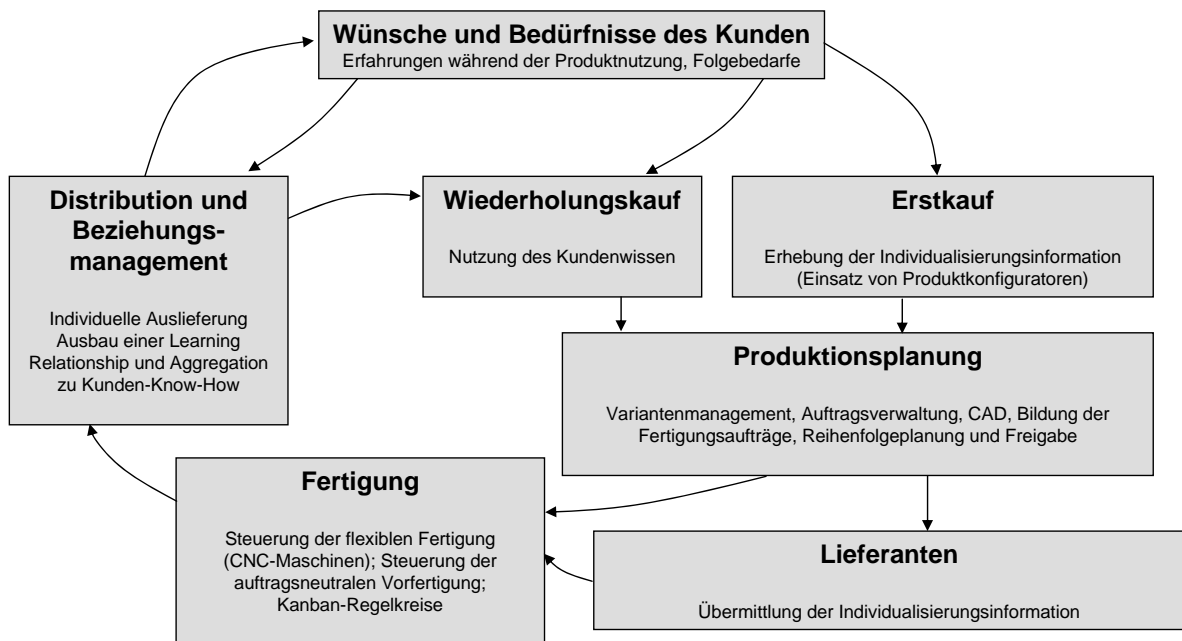 Wünsche und Bedürfnisse des Kunden
Erfahrungen während der Produktnutzung, Folgebedarfe
Distribution und
Beziehungs-
management
Individuelle Auslieferung
Ausbau einer Learning
Relationship und Aggregation
zu Kunden-Know-How
Wiederholungskauf
Nutzung des Kundenwissen
Erstkauf
Erhebung der Individualisierungsinformation
(Einsatz von Produktkonfiguratoren)
Produktionsplanung
Variantenmanagement, Auftragsverwaltung, CAD, Bildung der
Fertigungsaufträge, Reihenfolgeplanung und Freigabe
Fertigung
Steuerung der flexiblen Fertigung
(CNC-Maschinen); Steuerung der
auftragsneutralen Vorfertigung;
Kanban-Regelkreise
Lieferanten
Übermittlung der Individualisierungsinformation